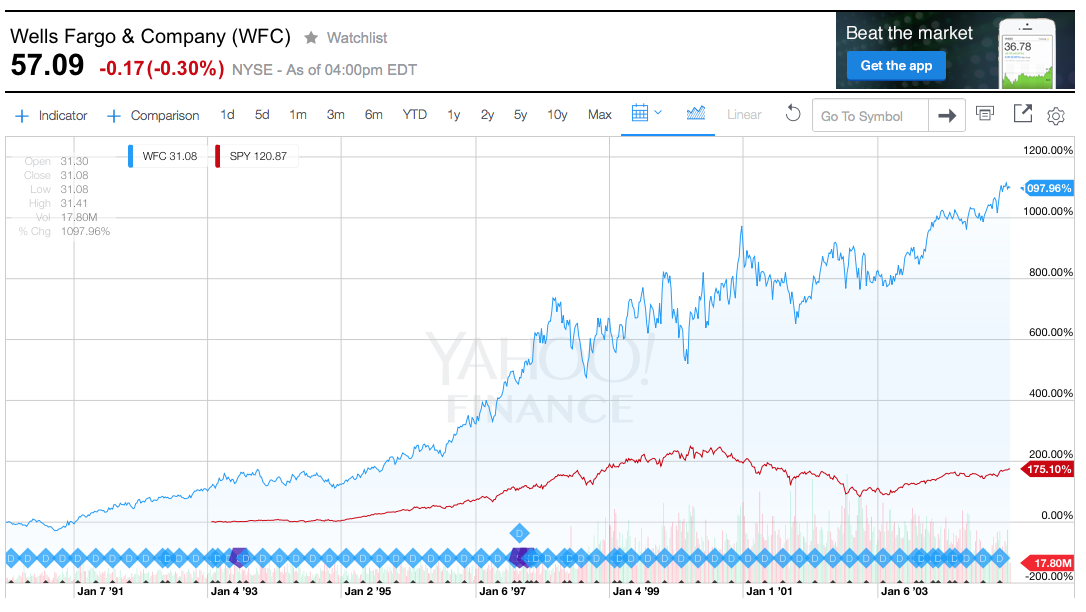 Wells Fargo & Company (WFC) ★ Watchlist
57.09 -0.17(-0.30%) NYSE - As of 04:00pm EDT
Beat the market
Get the app
36.78
+ Indicator + Comparison 1d 5d 1m 3m 6m YTD 1y 2y 5y 10y Max Linear Go To Symbol
WFC 31.08 SPY 120.87
Open 31.30
Close 31.08
Low 31.08
High 31.41
Vol 17.80M
% Chg 1097.96%
1200.00%
097.96%
1000.00%
800.00%
600.00%
400.00%
200.00%
175.10%
0.00%
17.80M
-200.00%
YAHOO!
FINANCE
Jan 7 '91 Jan 4 '93 Jan 2 '95 Jan 6 '97 Jan 4 '99 Jan 1 '01 Jan 6 '03